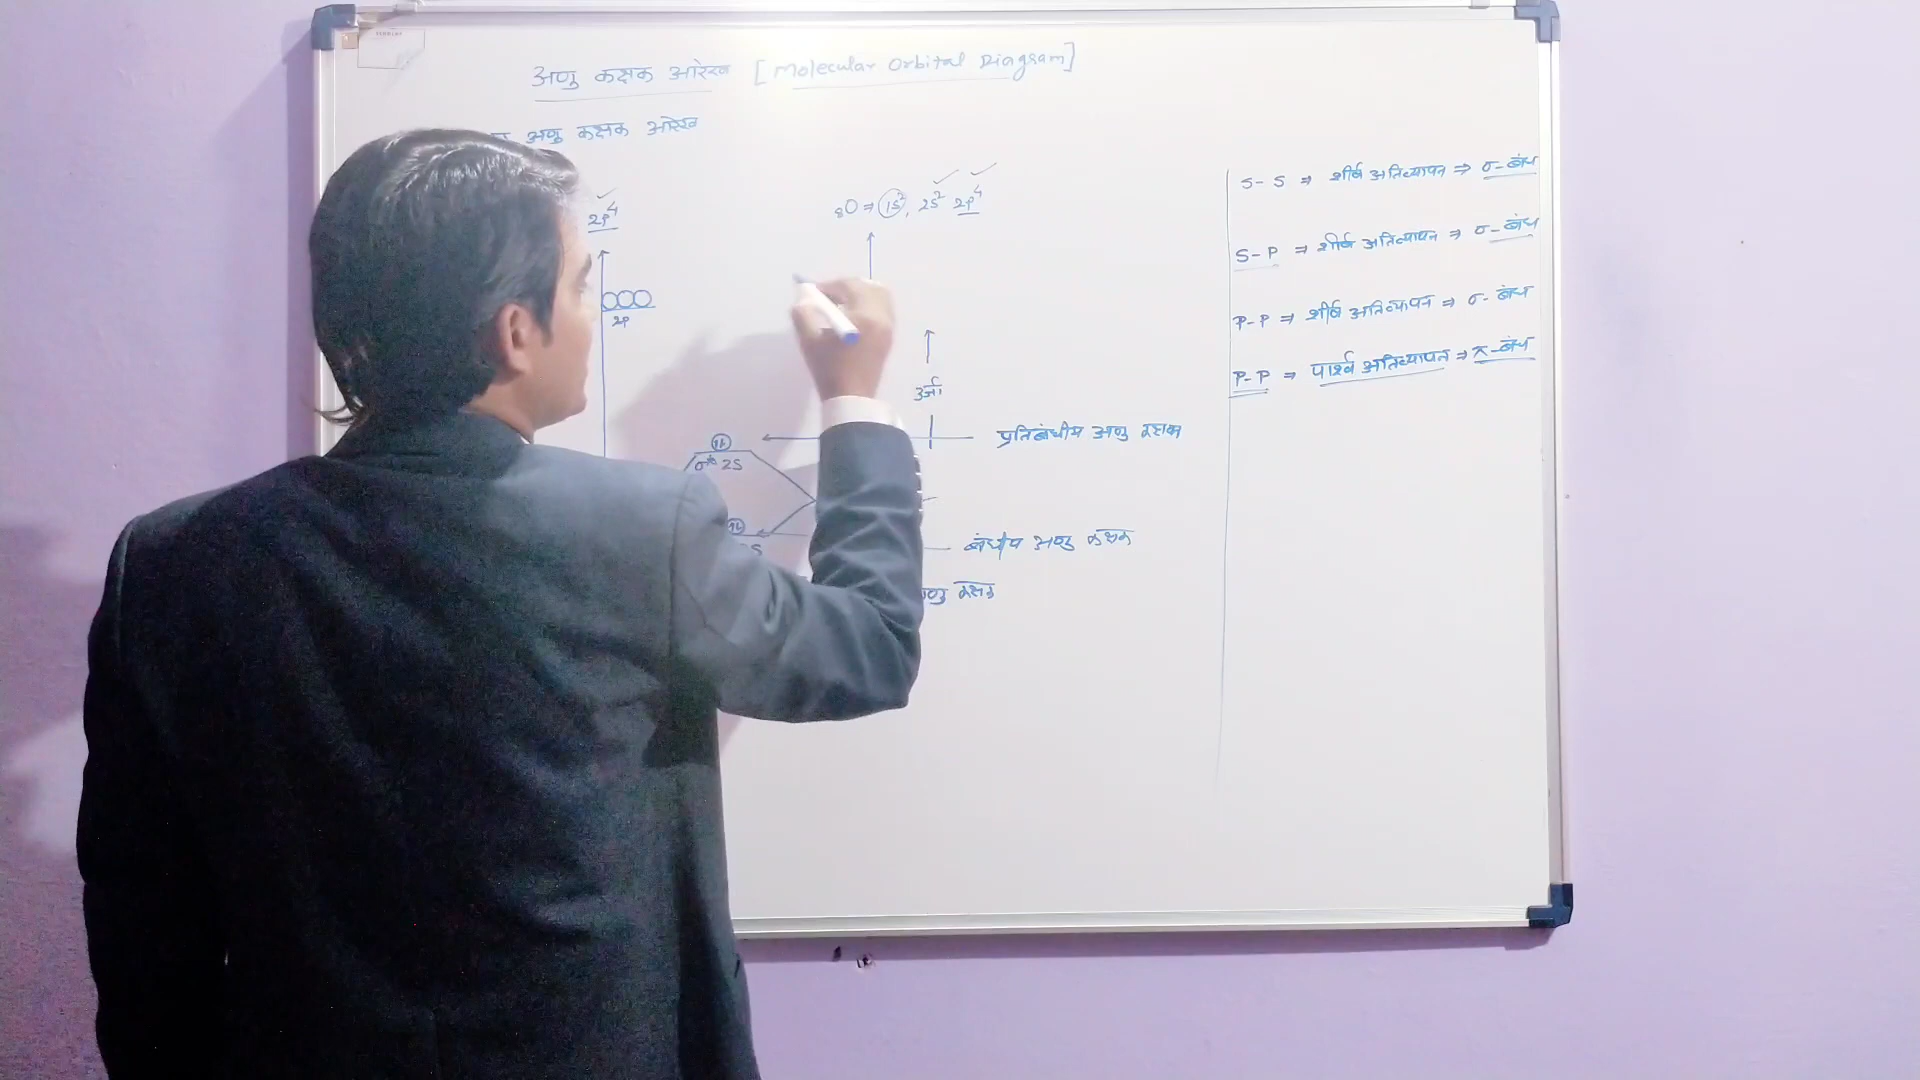 अणु कक्षक आरेख [Molecular Orbital Diagram]
अणु कक्षक आरेख
2P⁴
₈O ⇒ 1S², 2S² 2P⁴
2P
ऊर्जा
σ* 2S
प्रतिबंधीय अणु कक्षक
बंधीय अणु कक्षक
कक्षक
S-S ⇒ शीर्ष अतिव्यापन ⇒ σ-बंध
S-P ⇒ शीर्ष अतिव्यापन ⇒ σ-बंध
P-P ⇒ शीर्ष अतिव्यापन ⇒ σ-बंध
P-P ⇒ पार्श्व अतिव्यापन ⇒ π-बंध